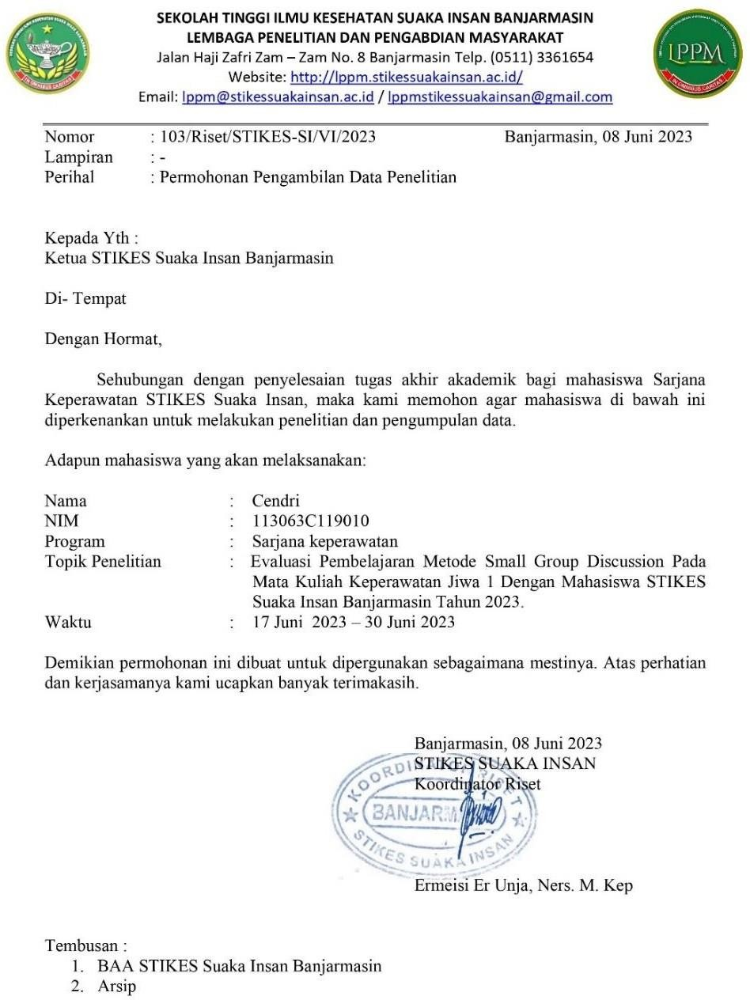 SEKOLAH TINGGI ILMU KESEHATAN SUAKA INSAN BANJARMASIN
LEMBAGA PENELITIAN DAN PENGABDIAN MASYARAKAT
Jalan Haji Zafri Zam – Zam No. 8 Banjarmasin Telp. (0511) 3361654
Website: http://lppm.stikessuakainsan.ac.id/
Email: lppm@stikessuakainsan.ac.id / lppmstikessuakainsan@gmail.com
IN OMNIBUS CARITAS
LPPM
IN OMNIBUS CARITAS
Nomor : 103/Riset/STIKES-SI/VI/2023 Banjarmasin, 08 Juni 2023
Lampiran : -
Perihal : Permohonan Pengambilan Data Penelitian
Kepada Yth :
Ketua STIKES Suaka Insan Banjarmasin
Di- Tempat
Dengan Hormat,
Sehubungan dengan penyelesaian tugas akhir akademik bagi mahasiswa Sarjana
Keperawatan STIKES Suaka Insan, maka kami memohon agar mahasiswa di bawah ini
diperkenankan untuk melakukan penelitian dan pengumpulan data.
Adapun mahasiswa yang akan melaksanakan:
Nama : Cendri
NIM : 113063C119010
Program : Sarjana keperawatan
Topik Penelitian : Evaluasi Pembelajaran Metode Small Group Discussion Pada
Mata Kuliah Keperawatan Jiwa 1 Dengan Mahasiswa STIKES
Suaka Insan Banjarmasin Tahun 2023.
Waktu : 17 Juni 2023 – 30 Juni 2023
Demikian permohonan ini dibuat untuk dipergunakan sebagaimana mestinya. Atas perhatian
dan kerjasamanya kami ucapkan banyak terimakasih.
Banjarmasin, 08 Juni 2023
STIKES SUAKA INSAN
Koordinator Riset
KOORDINATOR RISET
BANJARM
STIKES SUAKA INSAN
Ermeisi Er Unja, Ners. M. Kep
Tembusan :
1. BAA STIKES Suaka Insan Banjarmasin
2. Arsip